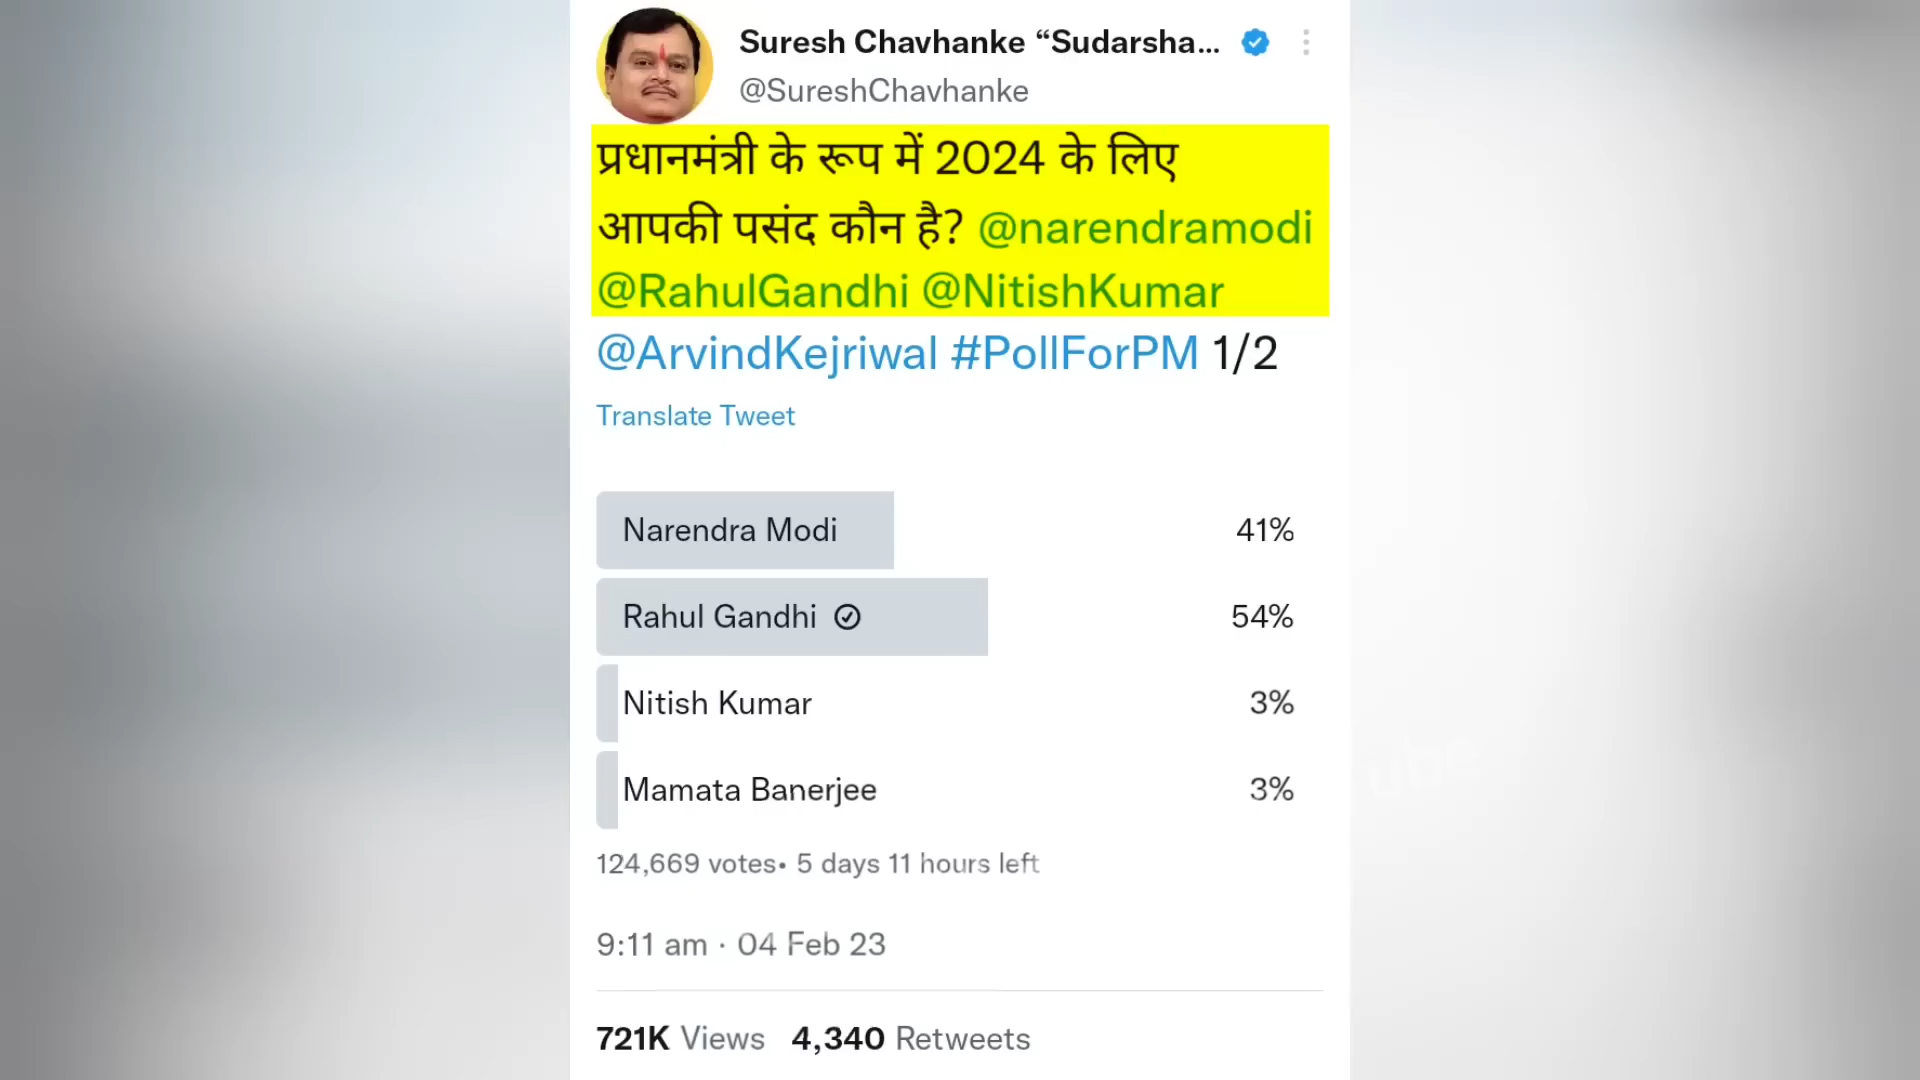 Suresh Chavhanke “Sudarsha...
@SureshChavhanke
प्रधानमंत्री के रूप में 2024 के लिए
आपकी पसंद कौन है? @narendramodi
@RahulGandhi @NitishKumar
@ArvindKejriwal #PollForPM 1/2
Translate Tweet
Narendra Modi 41%
Rahul Gandhi 54%
Nitish Kumar 3%
Mamata Banerjee 3%
124,669 votes• 5 days 11 hours left
9:11 am · 04 Feb 23
721K Views 4,340 Retweets